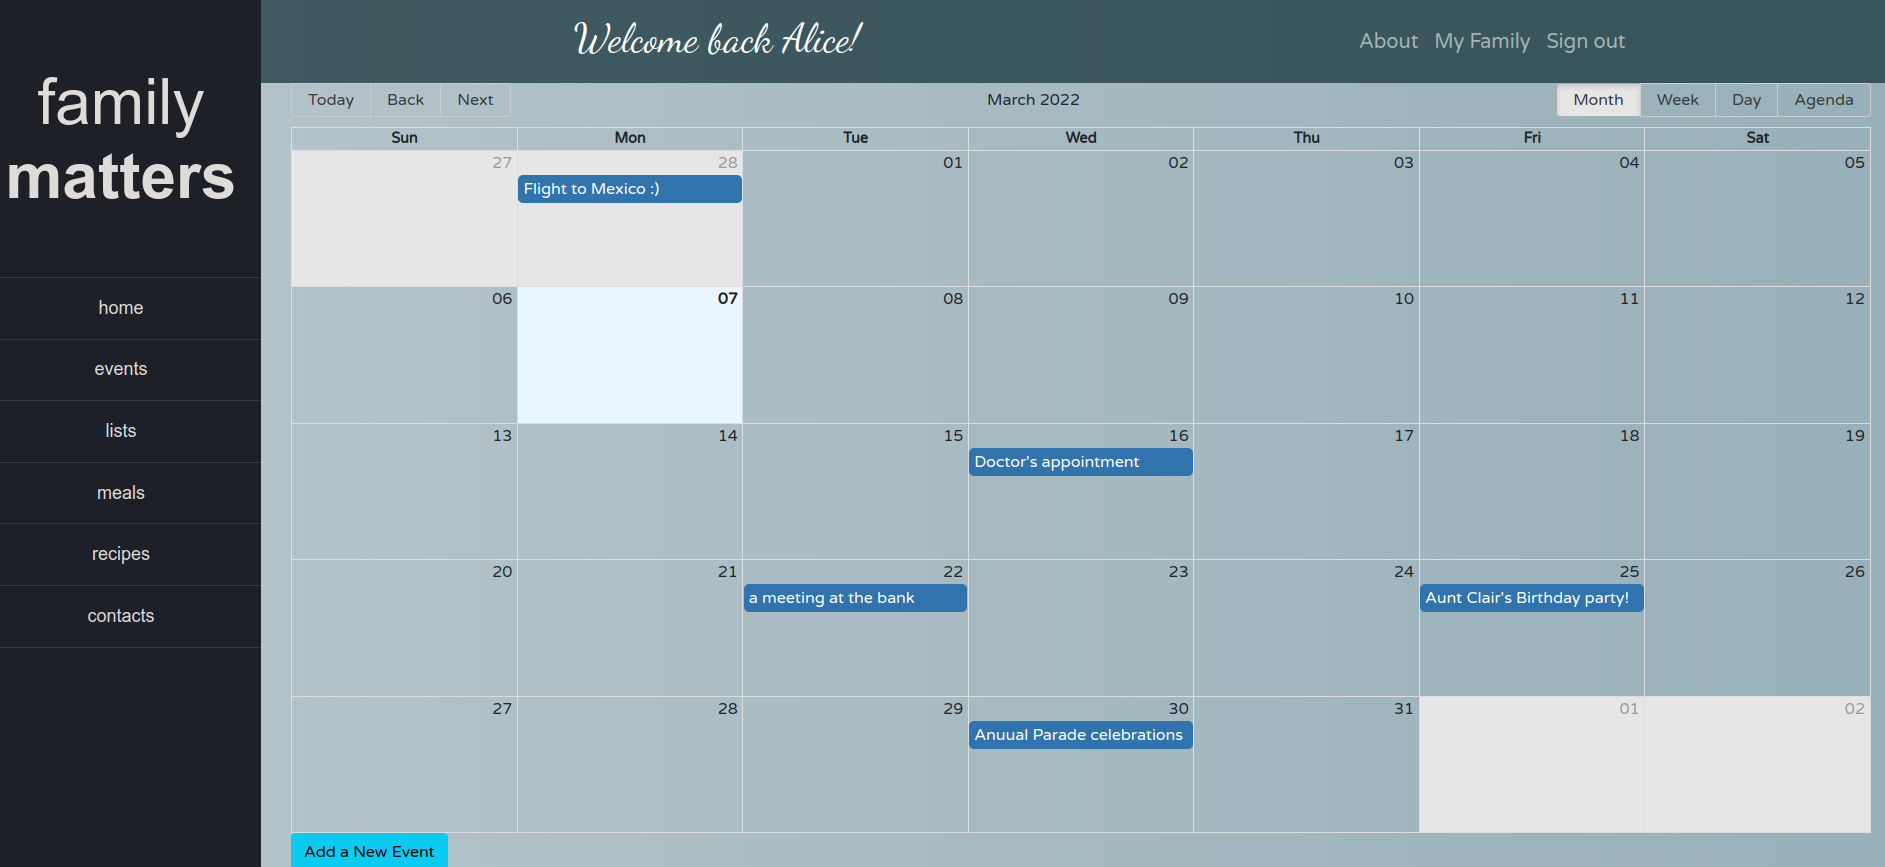 family
matters
home
events
lists
meals
recipes
contacts
Welcome back Alice!
About My Family Sign out
Today Back Next
March 2022
Month Week Day Agenda
Sun Mon Tue Wed Thu Fri Sat
27 28 01 02 03 04 05
Flight to Mexico :)
06 07 08 09 10 11 12
13 14 15 16 17 18 19
Doctor's appointment
20 21 22 23 24 25 26
a meeting at the bank Aunt Clair's Birthday party!
27 28 29 30 31 01 02
Anuual Parade celebrations
Add a New Event